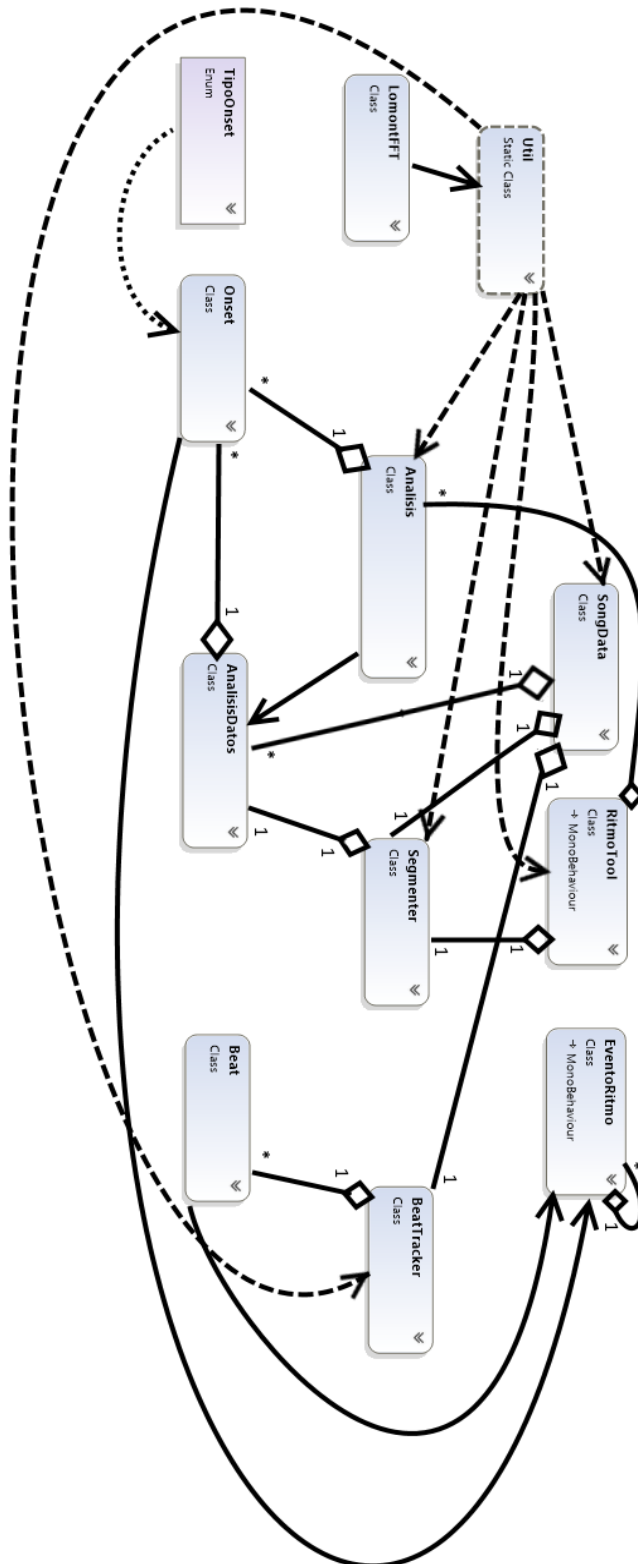 *
RitmoTool
Class
→ MonoBehaviour
EventoRitmo
Class
→ MonoBehaviour
1
SongData
Class
1
1
1
1
Util
Static Class
*
1
1
1
Analisis
Class
Segmenter
Class
BeatTracker
Class
LomontFFT
Class
1
1
1
*
*
1
*
*
1
TipoOnset
Enum
Onset
Class
AnalisisDatos
Class
Beat
Class